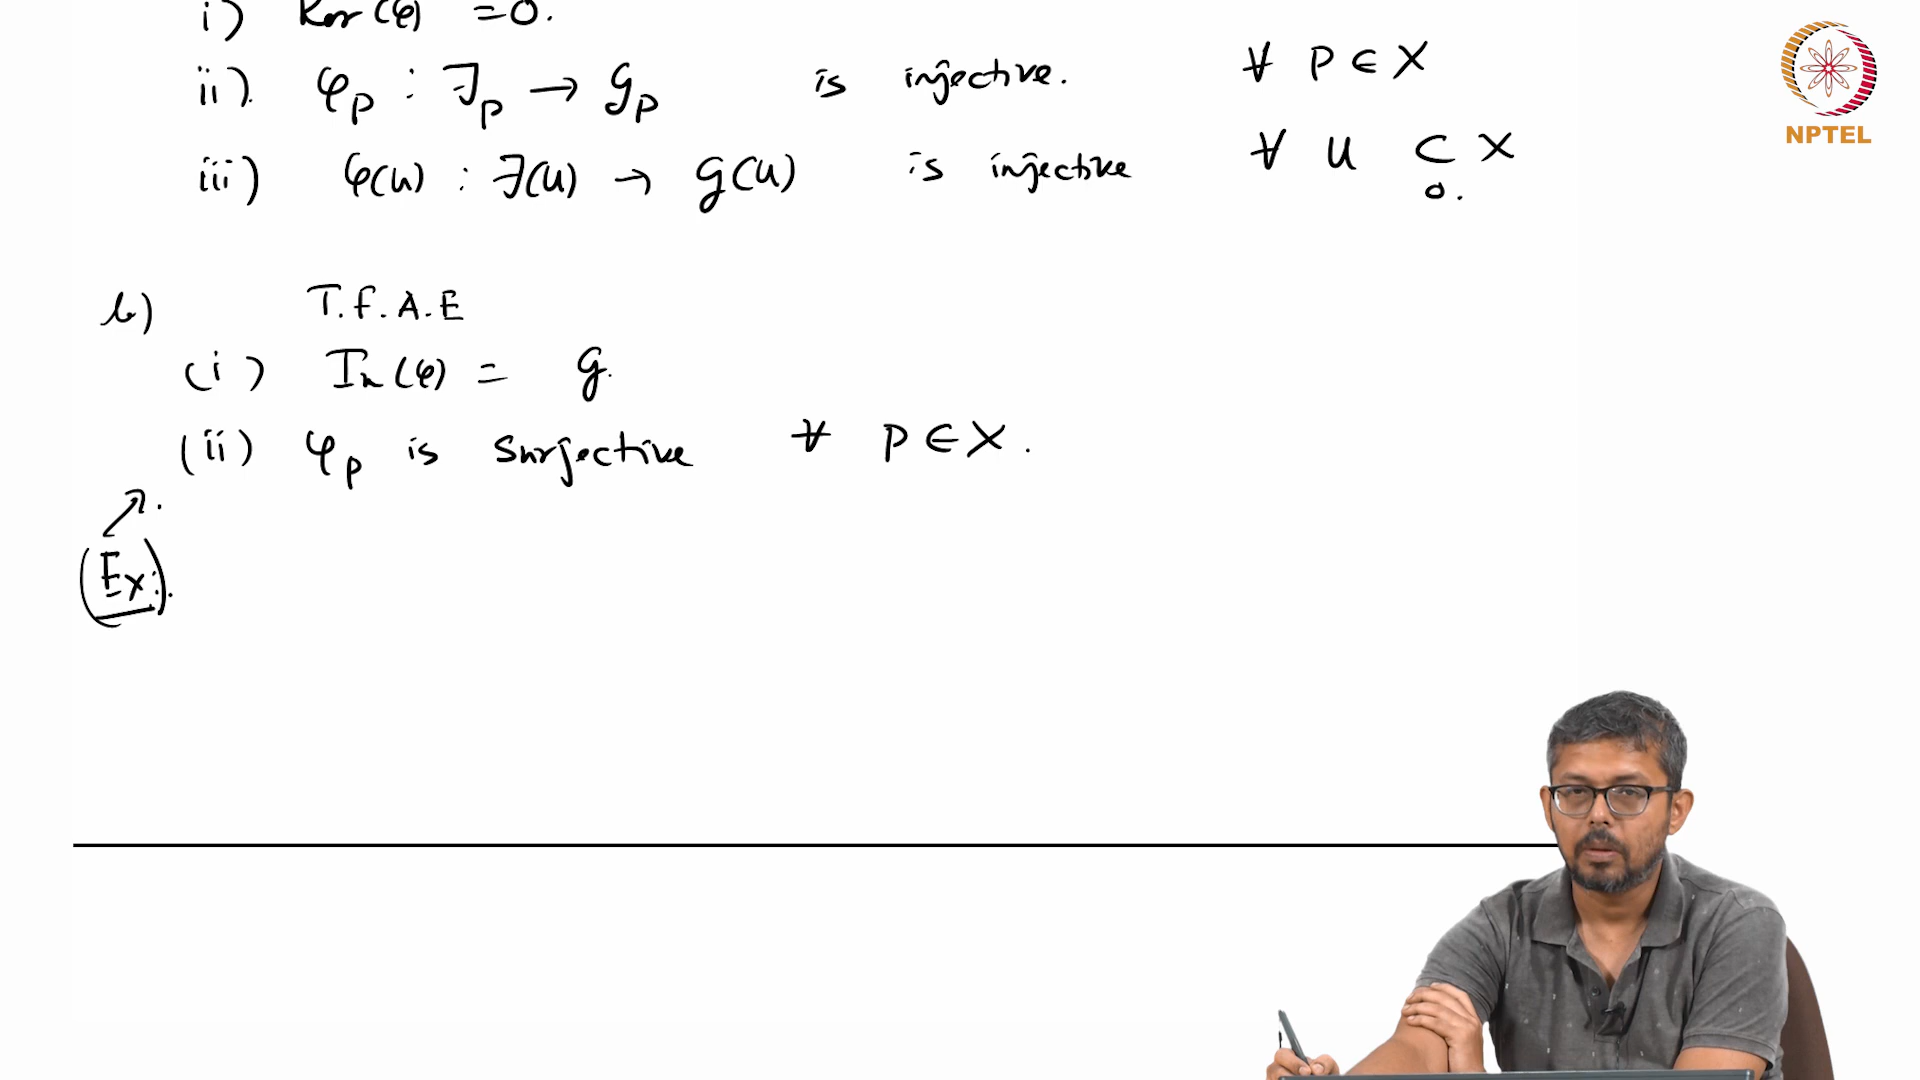 i) Ker(φ) = 0.
ii). φ_p : ℱ_p → 𝒢_p is injective. ∀ p ∈ X
iii) φ(U) : ℱ(U) → 𝒢(U) is injective ∀ U ⊂ X
o.
b) T.f.A.E
(i) Im(φ) = 𝒢.
(ii) φ_p is surjective ∀ p ∈ X.
(Ex:).
NPTEL